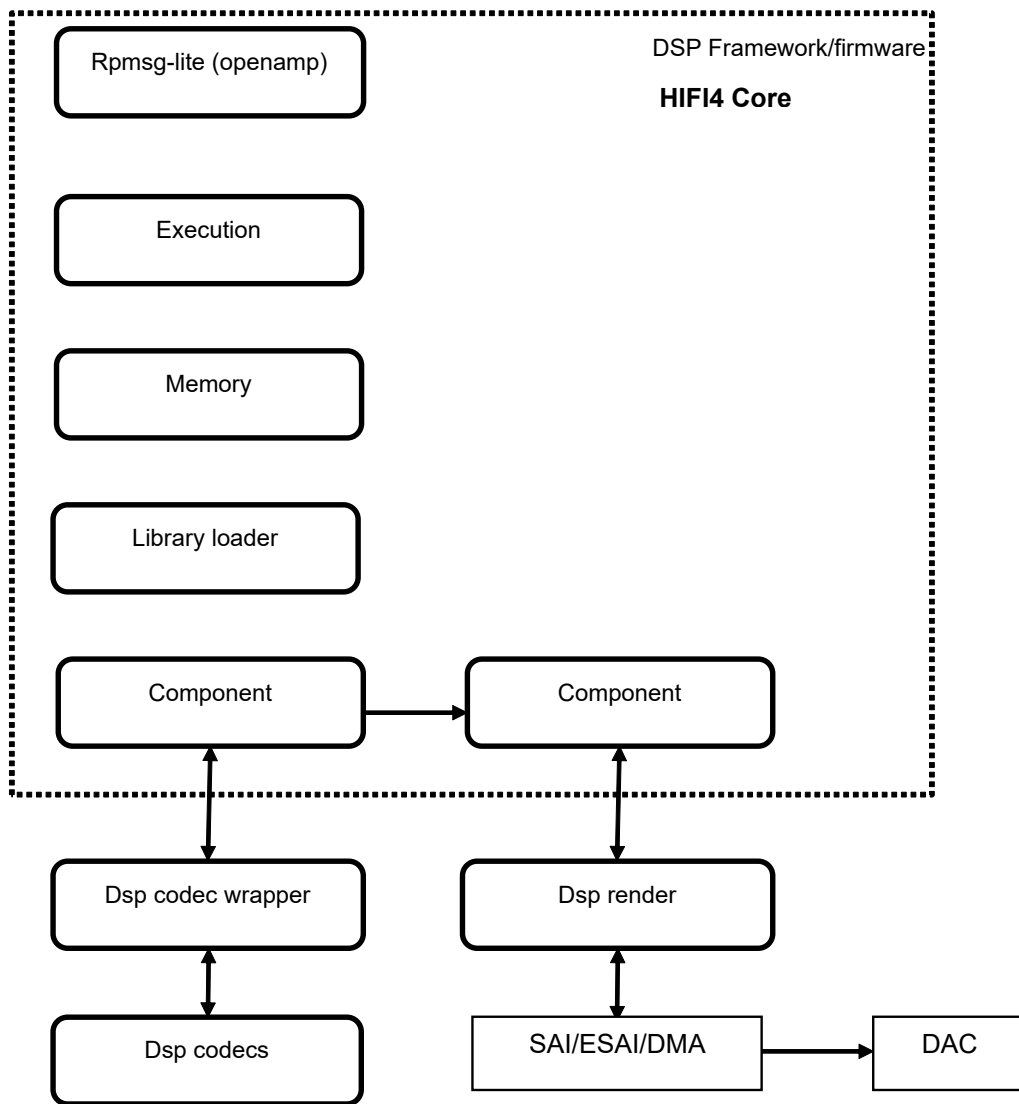 Rpmsg-lite (openamp)
DSP Framework/firmware
HIFI4 Core
Execution
Memory
Library loader
Component
Component
Dsp codec wrapper
Dsp render
Dsp codecs
SAI/ESAI/DMA
DAC